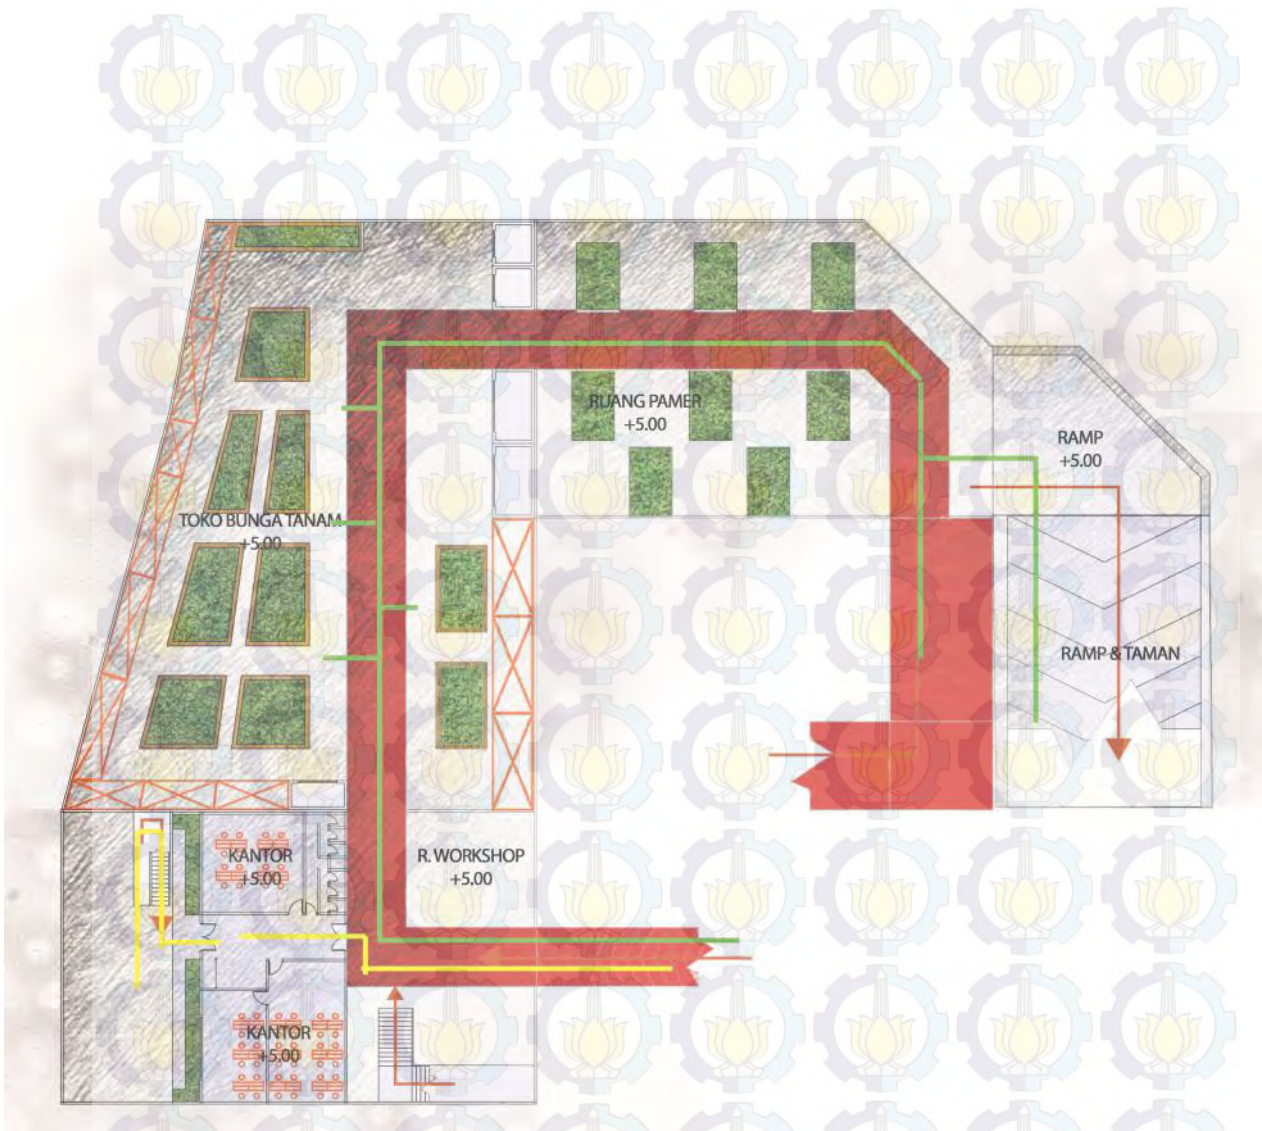 RUANG PAMER
+5.00
RAMP
+5.00
TOKO BUNGA TANAM
+5.00
RAMP & TAMAN
KANTOR
+5.00
R. WORKSHOP
+5.00
KANTOR
+5.00